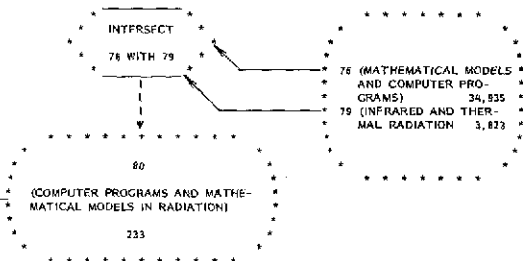 INTERSECT
76 WITH 79
76 (MATHEMATICAL MODELS
AND COMPUTER PRO-
GRAMS) 34,935
79 (INFRARED AND THER-
MAL RADIATION 3,823
80
(COMPUTER PROGRAMS AND MATHE-
MATICAL MODELS IN RADIATION)
233